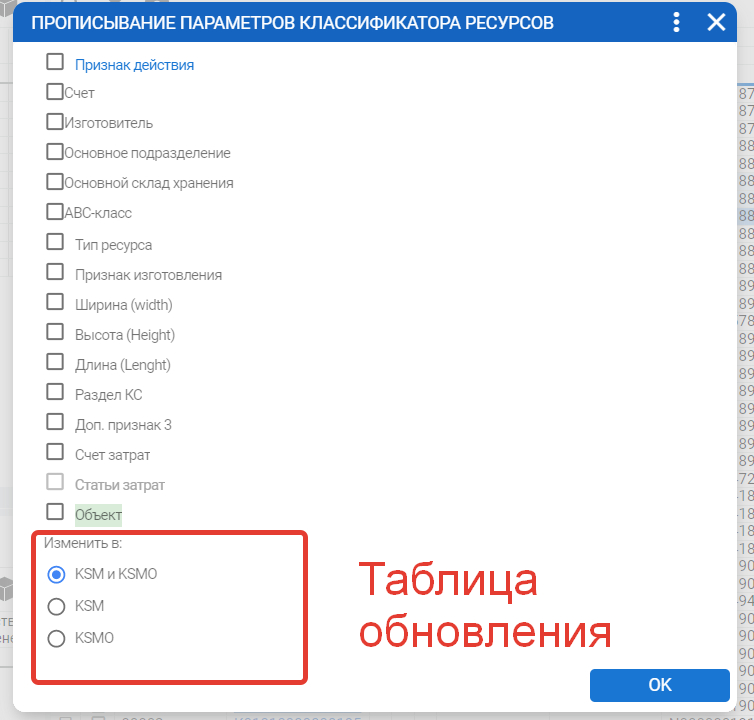 ПРОПИСЫВАНИЕ ПАРАМЕТРОВ КЛАССИФИКАТОРА РЕСУРСОВ
Признак действия
Счет
Изготовитель
Основное подразделение
Основной склад хранения
АВС-класс
Тип ресурса
Признак изготовления
Ширина (width)
Высота (Height)
Длина (Lenght)
Раздел КС
Доп. признак 3
Счет затрат
Статьи затрат
Объект
Изменить в:
KSM и KSMO
KSM
KSMO
Таблица
обновления
OK